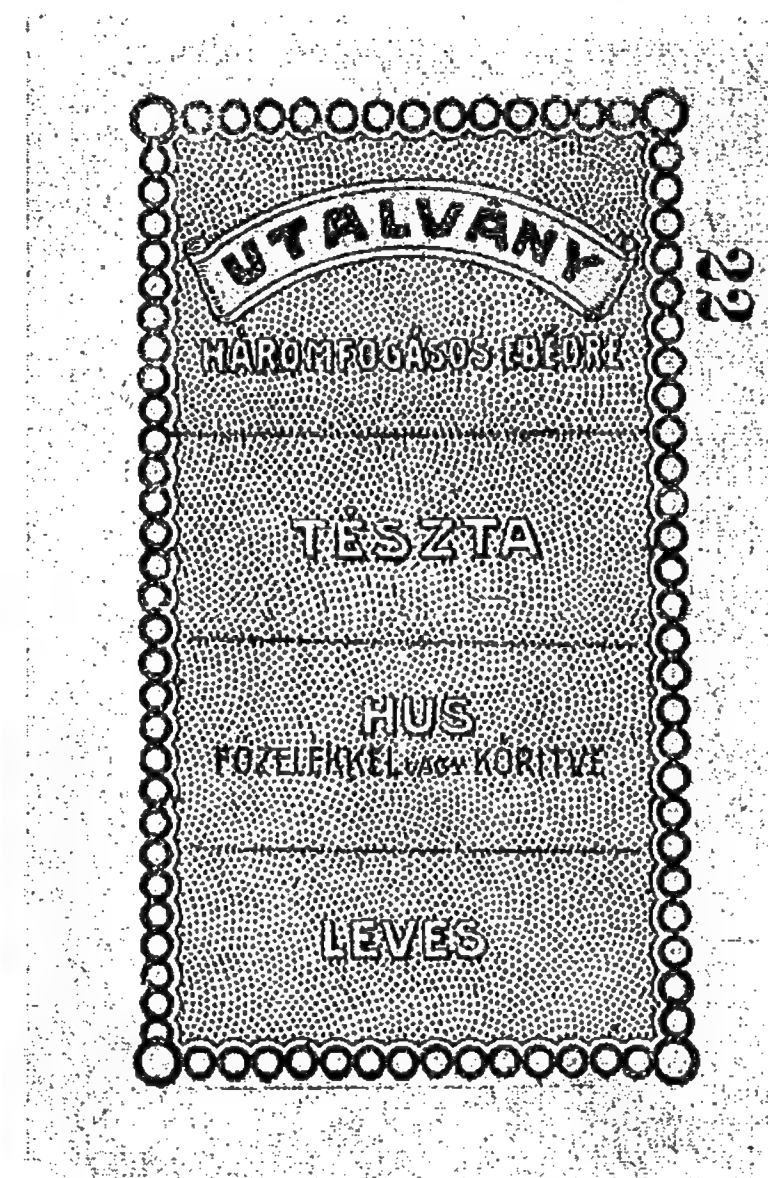 UTALVÁNY
HÁROMFOGÁSOS EBÉDRE
TÉSZTA
HUS
FŐZELÉKKEL VAGY KÖRITVE
LEVES
22